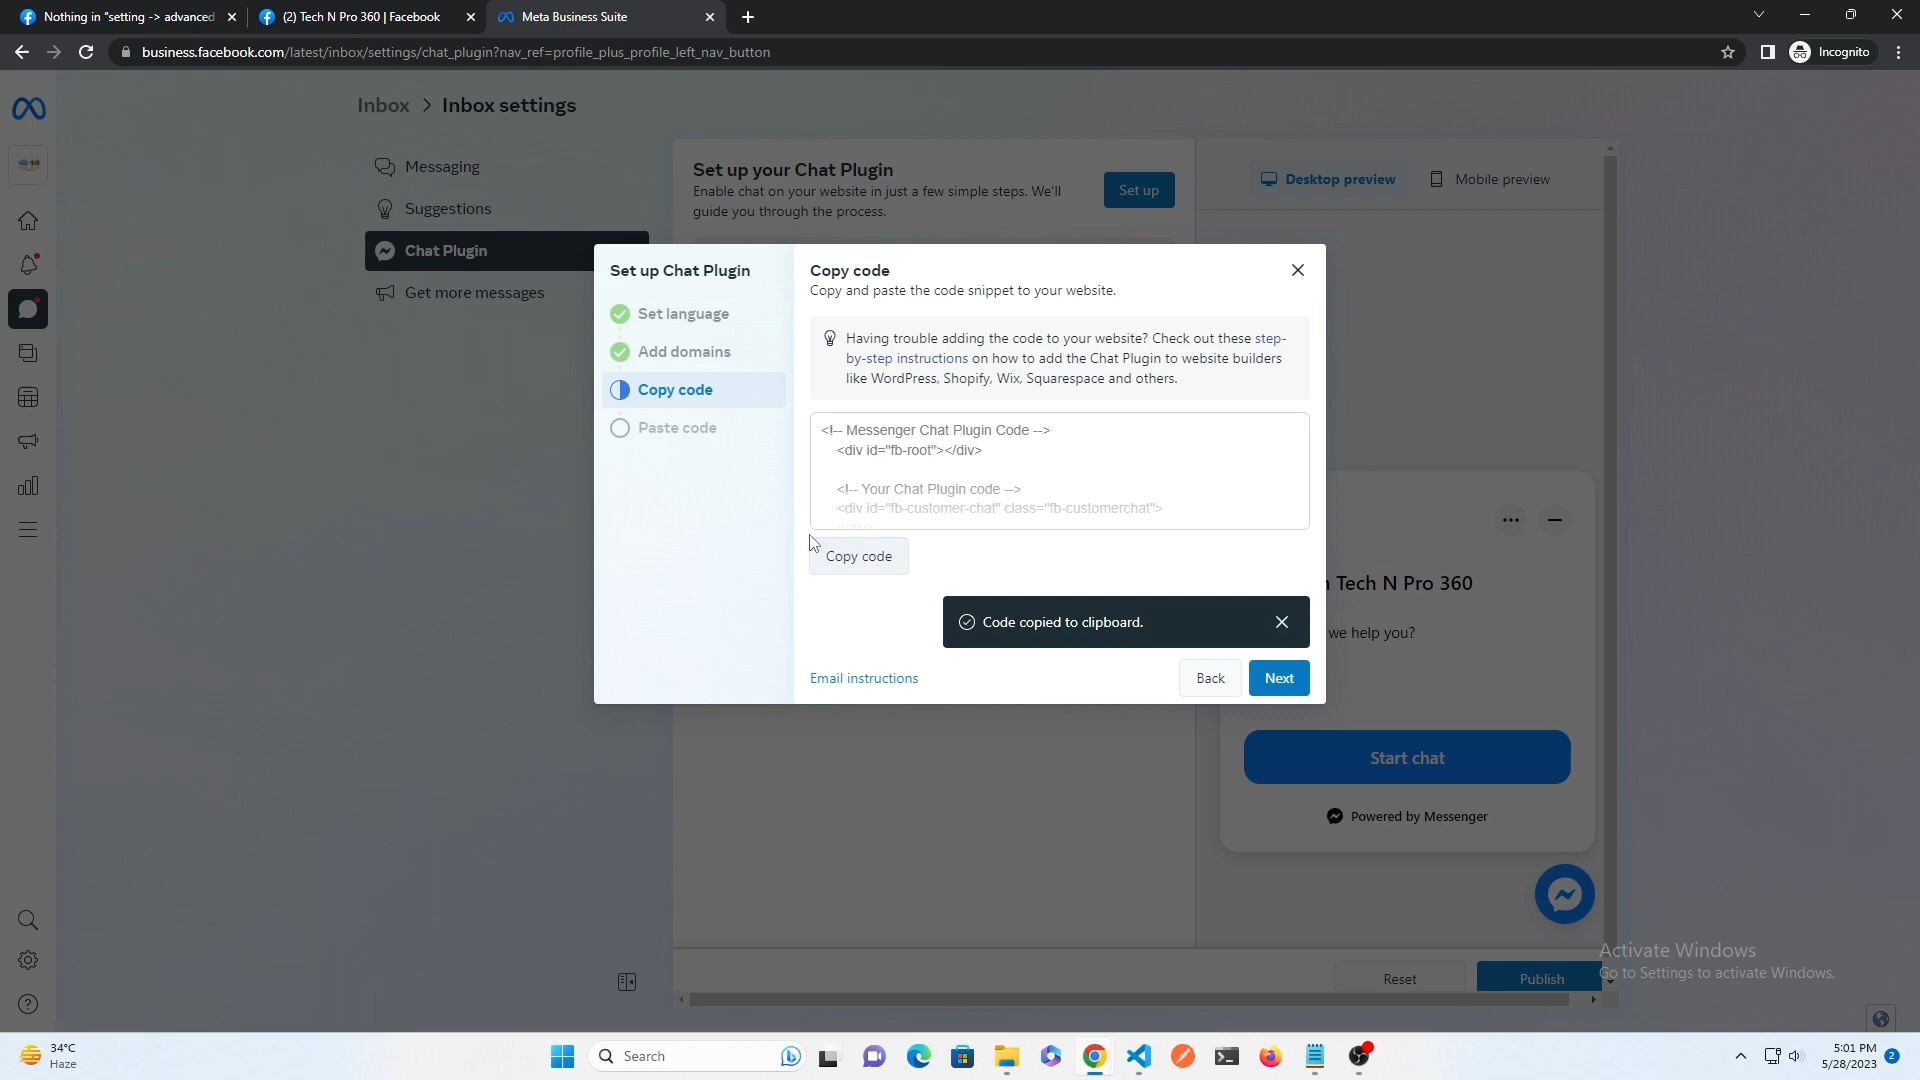 Nothing in "setting -> advanced
(2) Tech N Pro 360 | Facebook
Meta Business Suite
business.facebook.com/latest/inbox/settings/chat_plugin?nav_ref=profile_plus_profile_left_nav_button
Incognito
Inbox > Inbox settings
Messaging
Suggestions
Chat Plugin
Get more messages
Set up your Chat Plugin
Enable chat on your website in just a few simple steps. We'll
guide you through the process.
Set up
Desktop preview
Mobile preview
Set up Chat Plugin
Set language
Add domains
Copy code
Paste code
Copy code
Copy and paste the code snippet to your website.
Having trouble adding the code to your website? Check out these step-
by-step instructions on how to add the Chat Plugin to website builders
like WordPress, Shopify, Wix, Squarespace and others.
<!-- Messenger Chat Plugin Code -->
<div id="fb-root"></div>
<!-- Your Chat Plugin code -->
<div id="fb-customer-chat" class="fb-customerchat">
</div>
Copy code
Code copied to clipboard.
Email instructions
Back
Next
Tech N Pro 360
we help you?
Start chat
Powered by Messenger
Reset
Publish
Activate Windows
Go to Settings to activate Windows.
34°C
Haze
Search
5:01 PM
5/28/2023
2